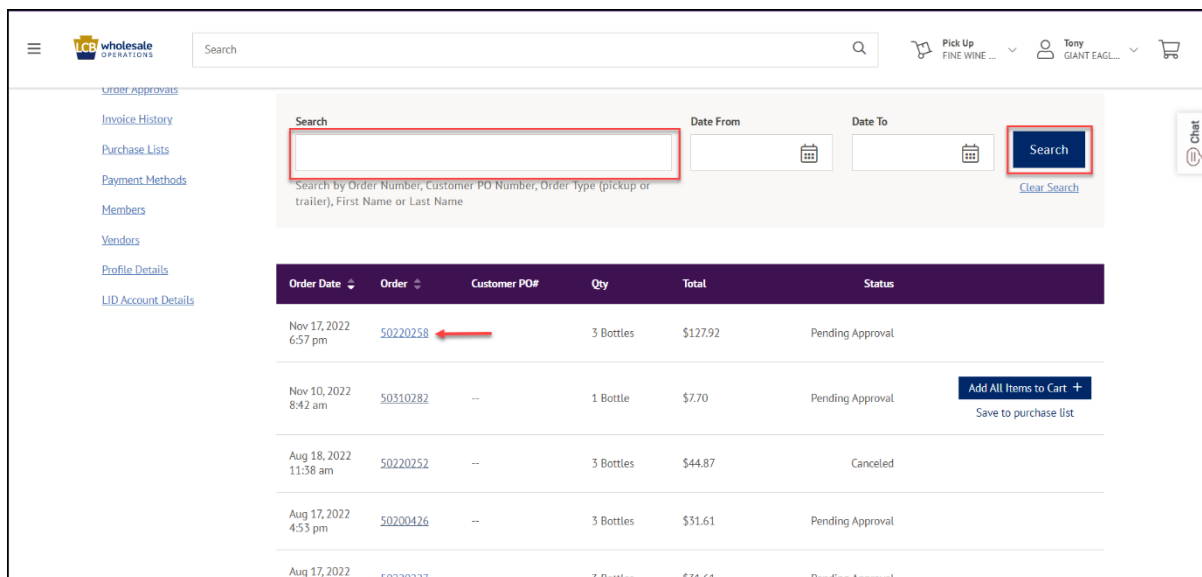 LCB wholesale
OPERATIONS
Search
Pick Up
FINE WINE ...
Tony
GIANT EAGL...
Order Approvals
Invoice History
Purchase Lists
Payment Methods
Members
Vendors
Profile Details
LID Account Details
Search
Date From
Date To
Search
Search by Order Number, Customer PO Number, Order Type (pickup or
trailer), First Name or Last Name
Clear Search
Chat
Order Date Order Customer PO# Qty Total Status
Nov 17, 2022
6:57 pm
50220258 3 Bottles $127.92 Pending Approval
Nov 10, 2022
8:42 am
50310282 -- 1 Bottle $7.70 Pending Approval
Add All Items to Cart +
Save to purchase list
Aug 18, 2022
11:38 am
50220252 -- 3 Bottles $44.87 Canceled
Aug 17, 2022
4:53 pm
50200426 -- 3 Bottles $31.61 Pending Approval
Aug 17, 2022
3 Bottles $31.61 Pending Approval